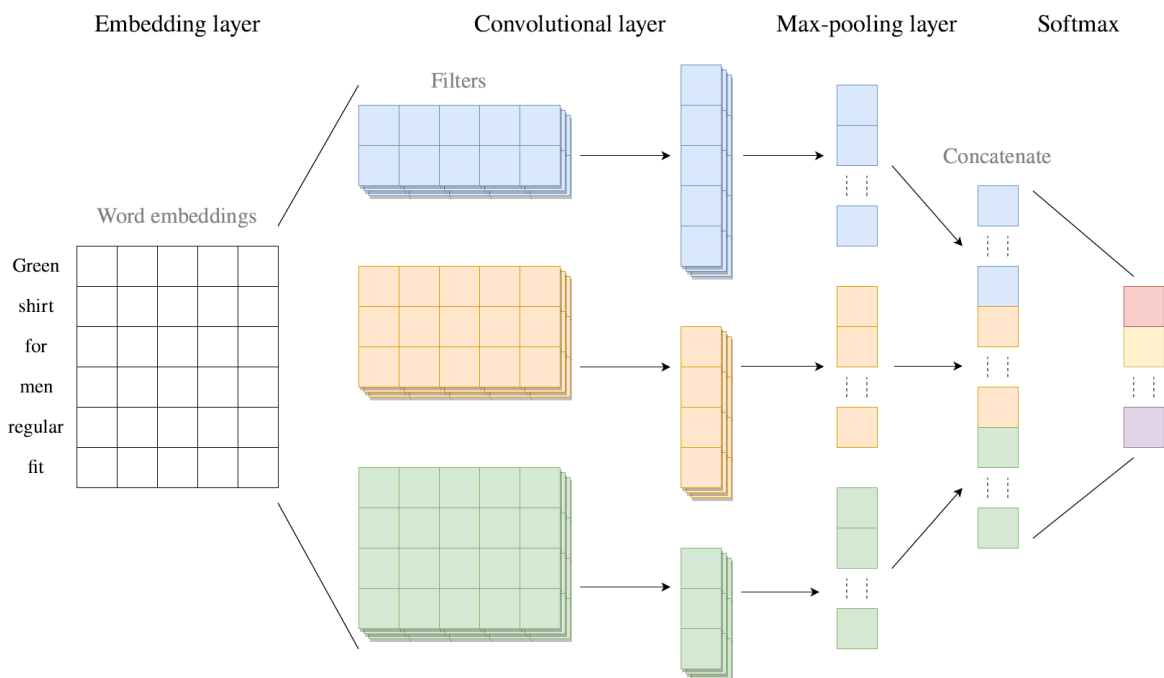 Embedding layer
Convolutional layer
Max-pooling layer
Softmax
Filters
Concatenate
Word embeddings
Green
shirt
for
men
regular
fit